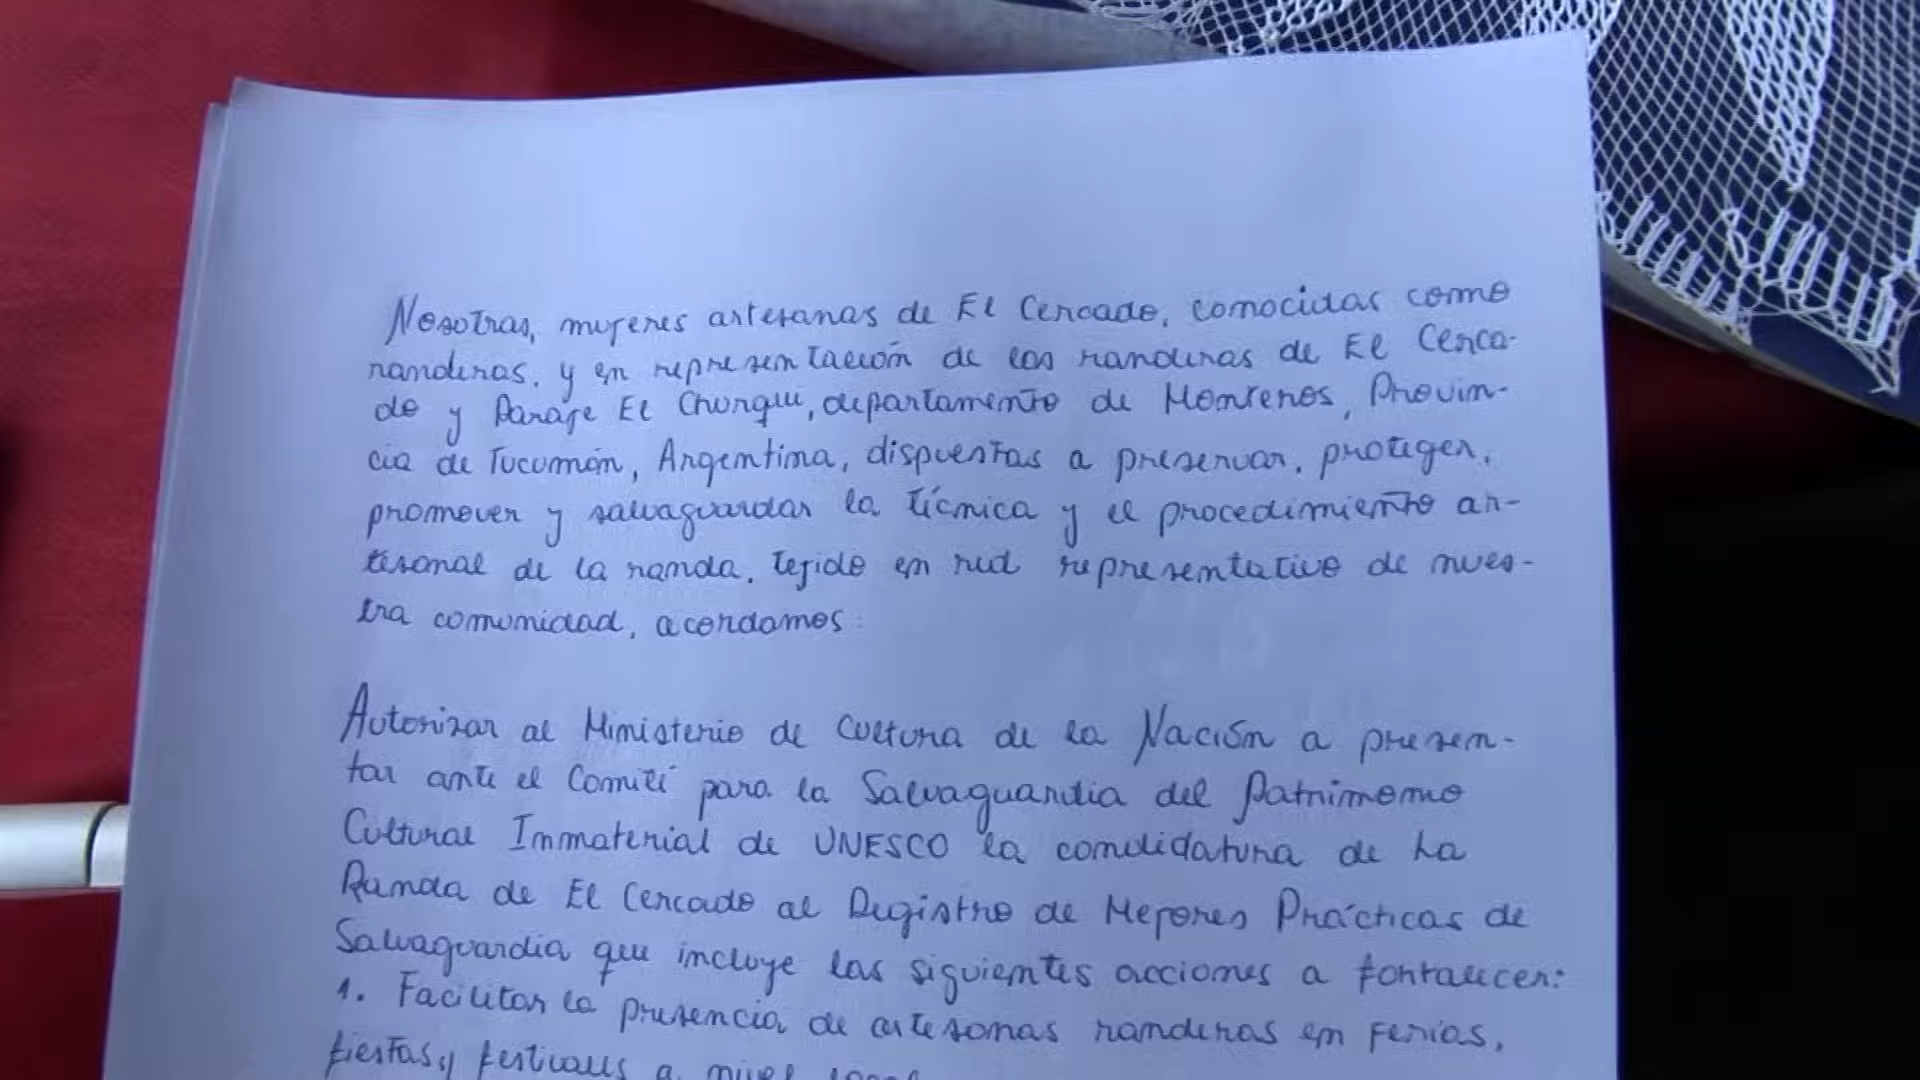 Nosotras, mujeres artesanas de El Cercado, conocidas como
randeras, y en representación de las randeras de El Cerca-
do y Paraje El Churqui, departamento de Monteros, Provin-
cia de Tucumán, Argentina, dispuestas a preservar, proteger,
promover y salvaguardar la técnica y el procedimiento ar-
tesanal de la randa, tejido en red representativo de nues-
tra comunidad, acordamos:
Autorizar al Ministerio de Cultura de la Nación a presen-
tar ante el Comité para la Salvaguardia del Patrimonio
Cultural Inmaterial de UNESCO la candidatura de La
Randa de El Cercado al Registro de Mejores Prácticas de
Salvaguardia que incluye las siguientes acciones a fortalecer:
1. Facilitar la presencia de artesanas randeras en ferias,
fiestas y festivales a nivel local